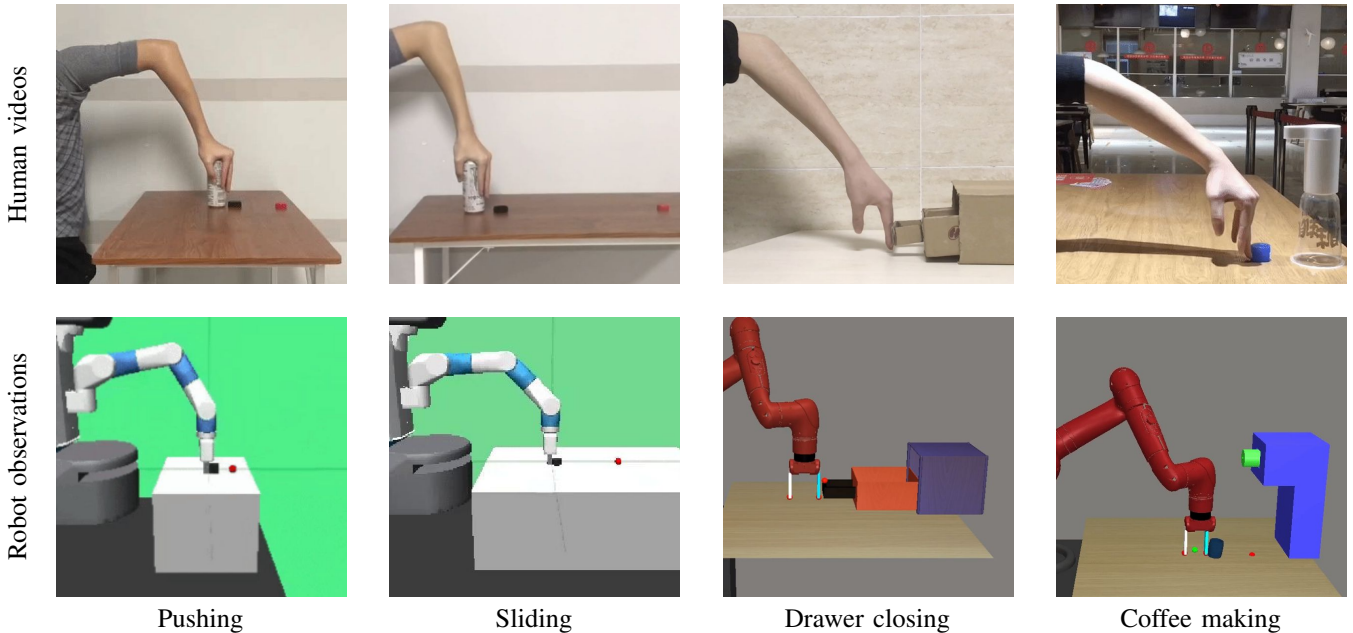 Human videos
Robot observations
Pushing
Sliding
Drawer closing
Coffee making